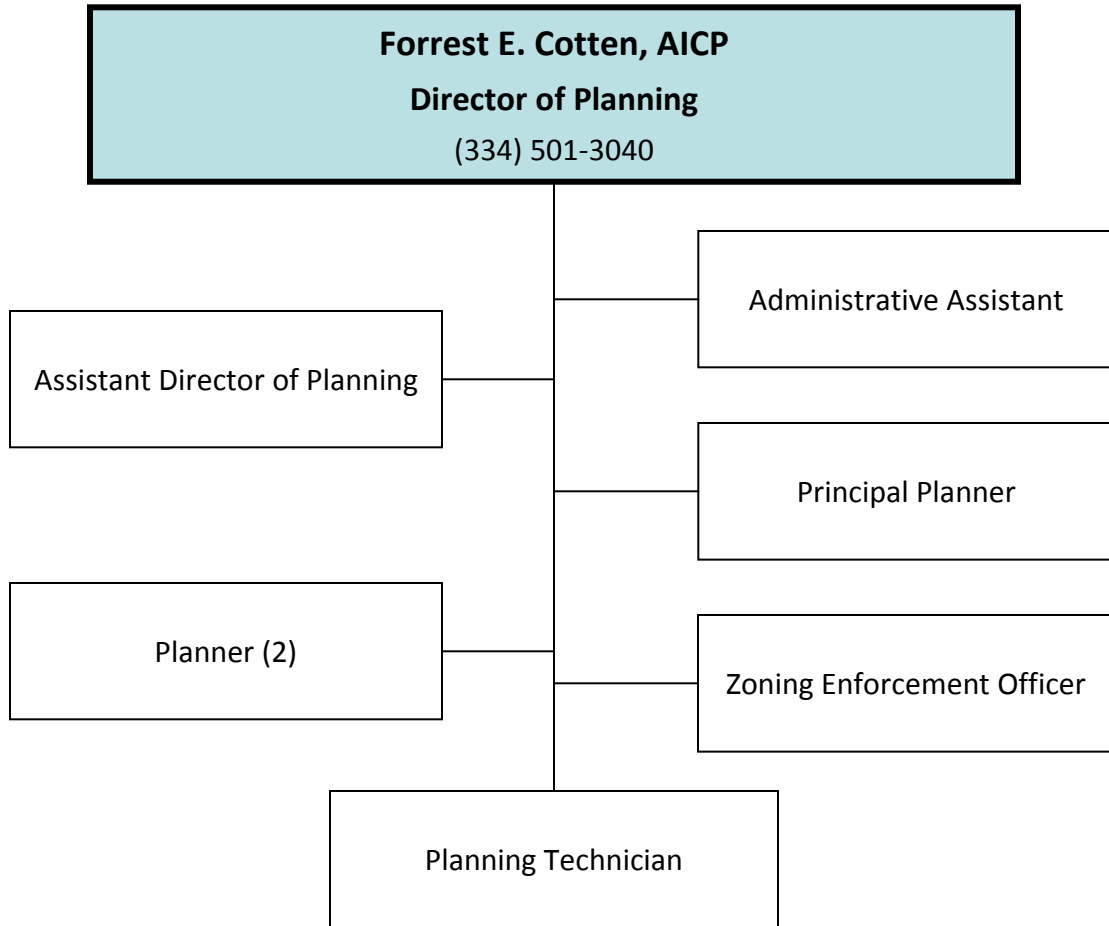 Forrest E. Cotten, AICP
Director of Planning
(334) 501-3040
Administrative Assistant
Assistant Director of Planning
Principal Planner
Planner (2)
Zoning Enforcement Officer
Planning Technician